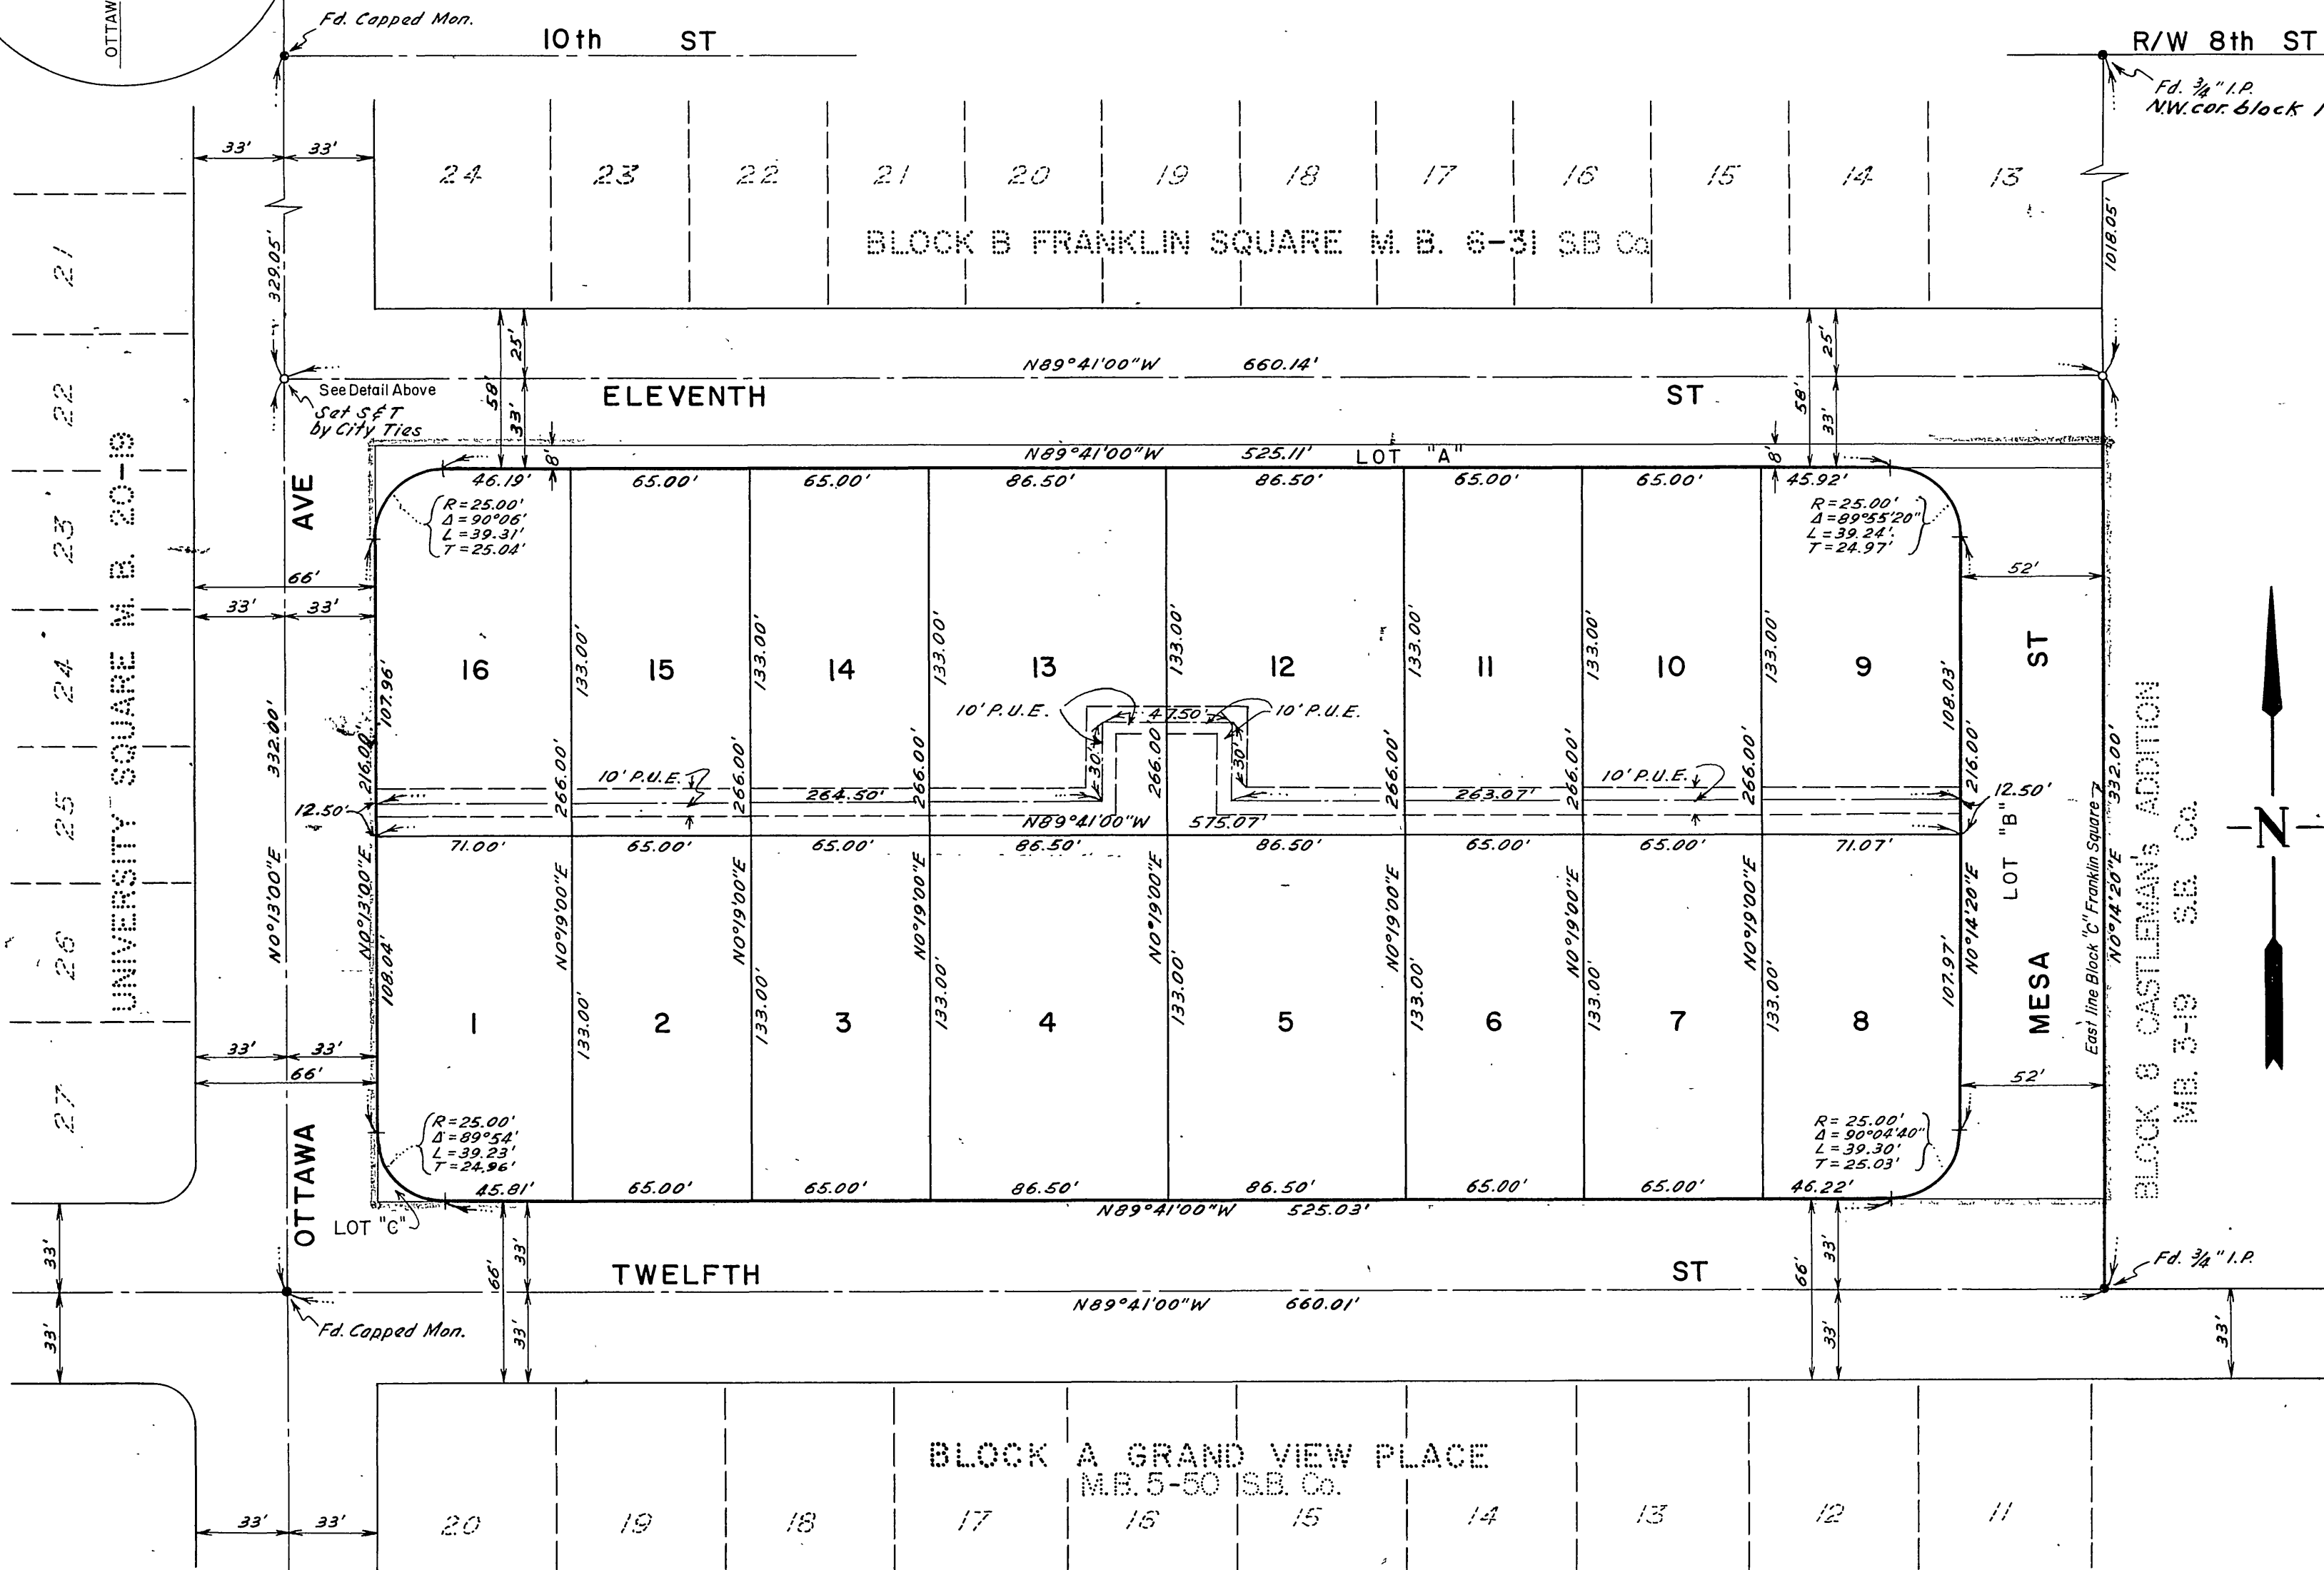 OTTAW
Fd. Capped Mon.
10th ST
R/W 8th ST
Fd. 3/4" I.P.
N.W. cor. block
33' 33'
24 23 22 21 20 19 18 17 16 15 14 13
BLOCK B FRANKLIN SQUARE M. B. 6-31 S.B Co
329.05'
1018.05'
21
22
23
24
25
26
27
UNIVERSITY SQUARE M. B. 20-19
58' 25' 33'
58' 25' 33'
N89°41'00"W 660.14'
See Detail Above
Set S&T
by City Ties
ELEVENTH ST
8' N89°41'00"W 525.11' LOT "A" 8'
46.19' 65.00' 65.00' 86.50' 86.50' 65.00' 65.00' 45.92'
R=25.00'
Δ=90°06'
L=39.31'
T=25.04'
R=25.00'
Δ=89°55'20"
L=39.24'
T=24.97'
AVE
66'
33' 33'
52'
133.00' 133.00' 133.00' 133.00' 133.00' 133.00' 133.00'
16 15 14 13 12 11 10 9
ST
107.96'
108.03'
10' P.U.E. 47.50' 10' P.U.E.
30' 30'
332.00'
216.00'
266.00' 266.00' 266.00' 266.00 266.00' 266.00' 266.00'
216.00'
332.00'
10' P.U.E. 10' P.U.E.
264.50' 263.07'
12.50' 12.50'
N89°41'00"W 575.07'
71.00' 65.00' 65.00' 86.50' 86.50' 65.00' 65.00' 71.07'
N0°13'00"E
N0°13'00"E
N0°19'00"E N0°19'00"E N0°19'00"E N0°19'00"E N0°19'00"E N0°19'00"E N0°19'00"E
N0°14'20"E
LOT "B"
East line Block "C" Franklin Square
N0°14'20"E
BLOCK 8 CASTLEMAN's ADDITION
M.B. 3-19 S.B. Co.
N
108.04'
133.00' 133.00' 133.00' 133.00' 133.00' 133.00' 133.00'
107.97'
1 2 3 4 5 6 7 8
MESA
33' 33'
66'
52'
R=25.00'
Δ=89°54'
L=39.23'
T=24.96'
R=25.00'
Δ=90°04'40"
L=39.30'
T=25.03'
45.81' 65.00' 65.00' 86.50' 86.50' 65.00' 65.00' 46.22'
N89°41'00"W 525.03'
OTTAWA
LOT "C"
33' 66' 33' 66' 33'
TWELFTH ST
Fd. 3/4" I.P.
N89°41'00"W 660.01'
Fd. Capped Mon.
33' 33' 33' 33'
BLOCK A GRAND VIEW PLACE
M.B. 5-50 S.B. Co.
33' 33'
20 19 18 17 16 15 14 13 12 11